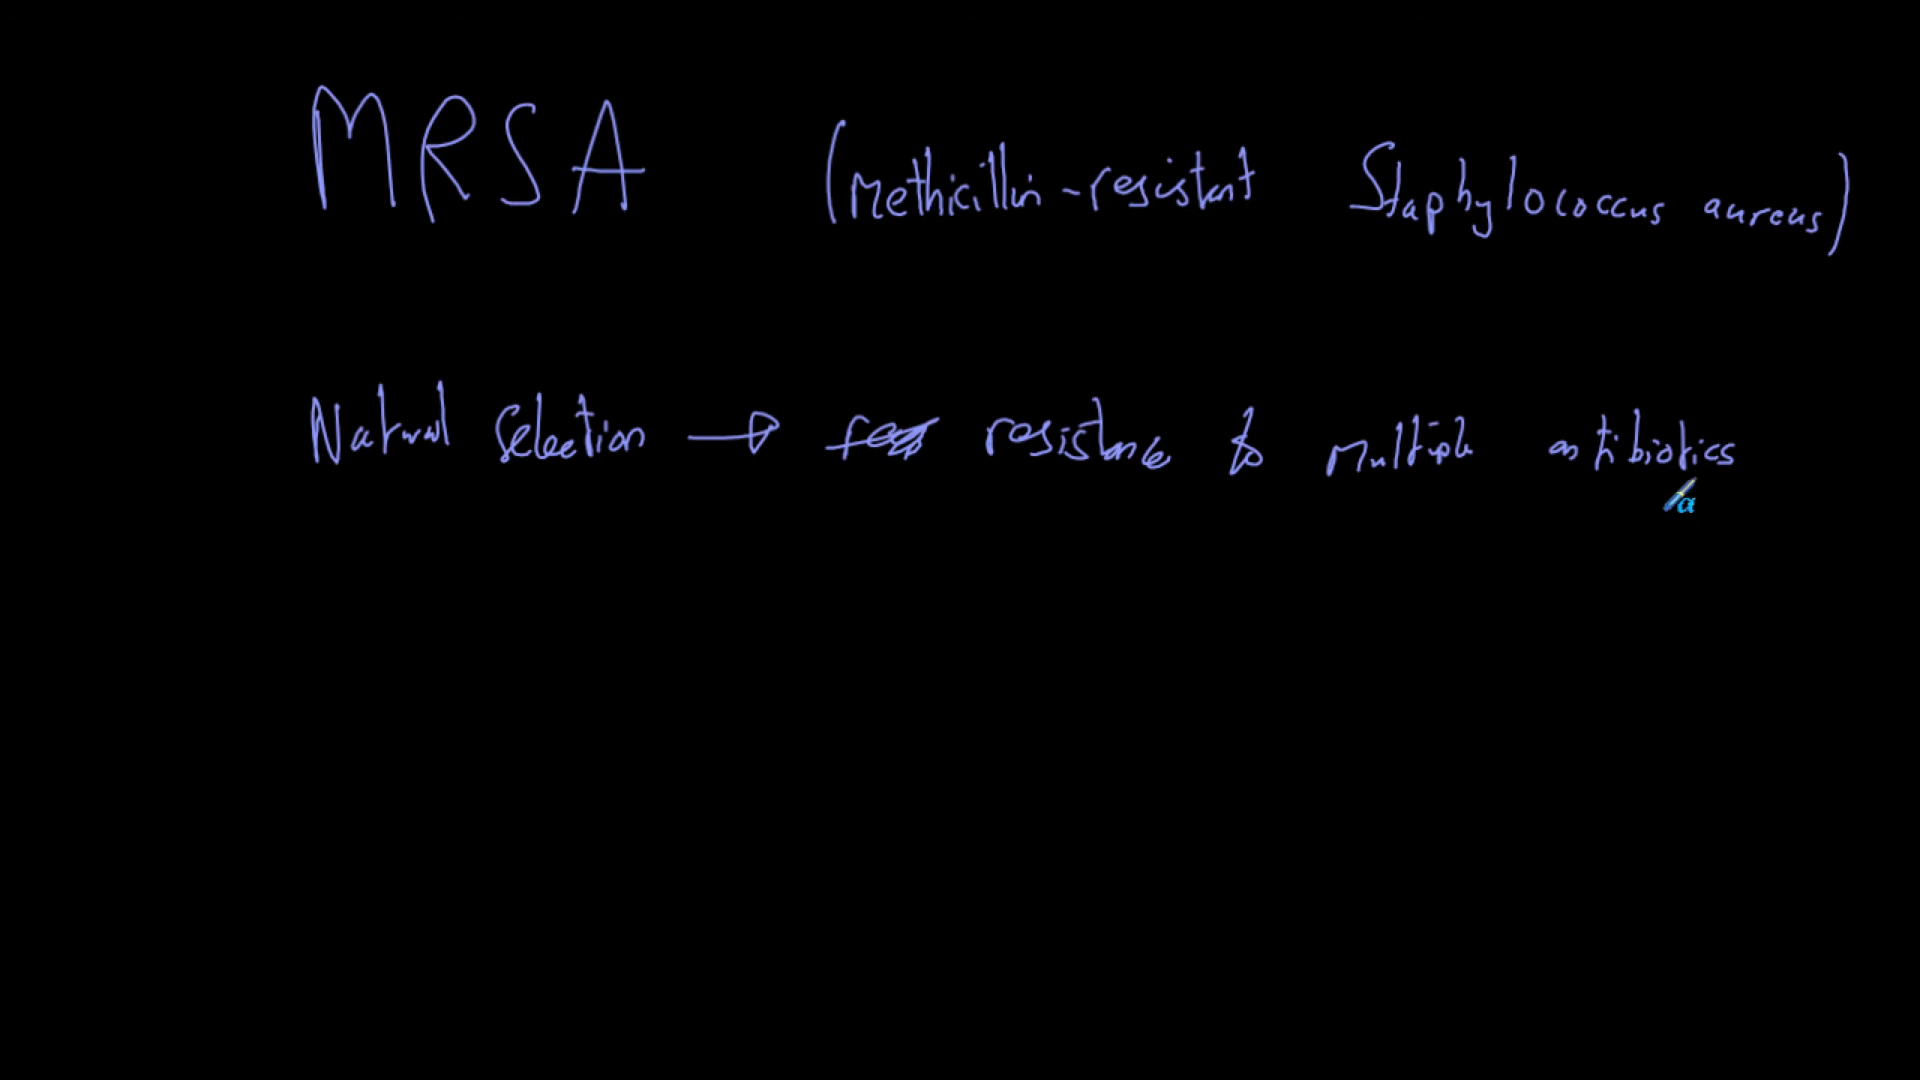 MRSA (Methicillin-resistant Staphylococcus aureus)
Natural selection → resistance to multiple antibiotics